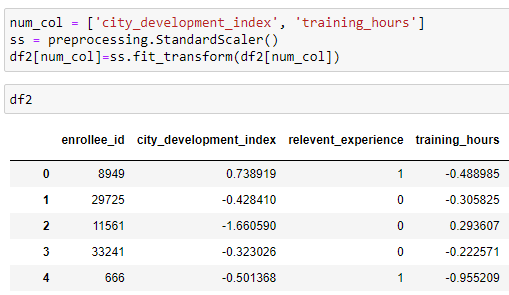 num_col = ['city_development_index', 'training_hours']
ss = preprocessing.StandardScaler()
df2[num_col]=ss.fit_transform(df2[num_col])
df2
enrollee_id city_development_index relevent_experience training_hours
0 8949 0.738919 1 -0.488985
1 29725 -0.428410 0 -0.305825
2 11561 -1.660590 0 0.293607
3 33241 -0.323026 0 -0.222571
4 666 -0.501368 1 -0.955209